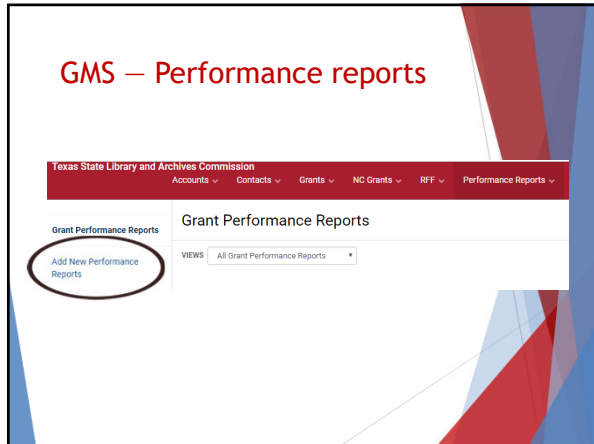 GMS — Performance reports
Texas State Library and Archives Commission
Accounts Contacts Grants NC Grants RFF Performance Reports
Grant Performance Reports
Add New Performance
Reports
Grant Performance Reports
VIEWS All Grant Performance Reports